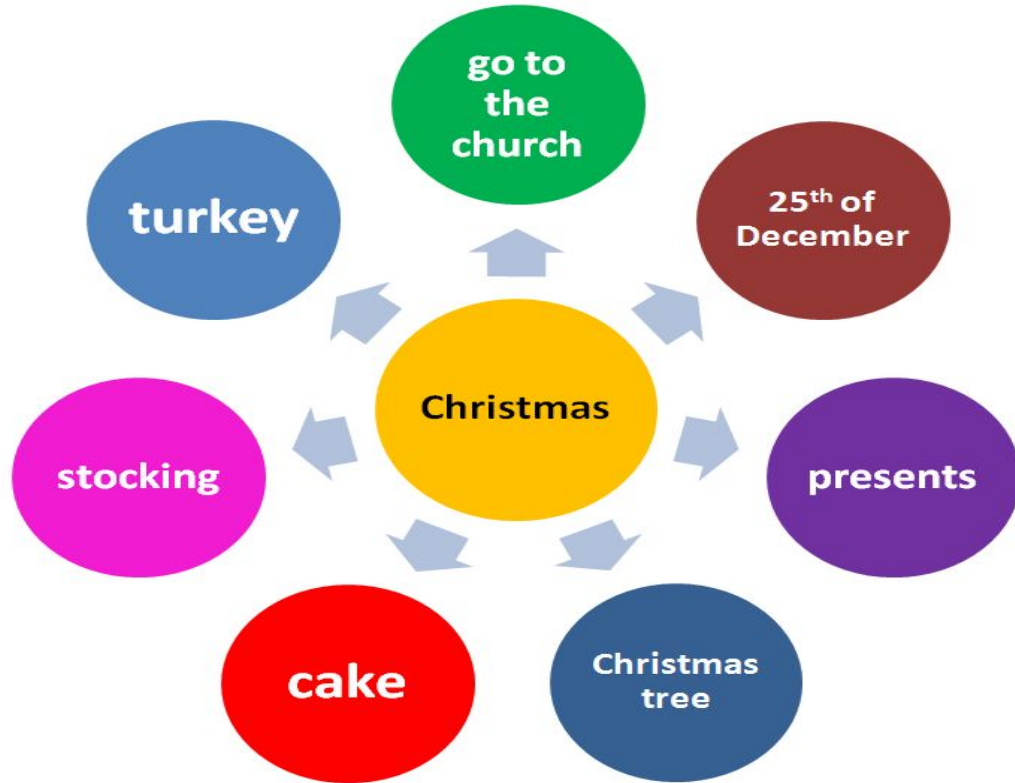 go to
the
church
turkey
25th of
December
Christmas
stocking
presents
cake
Christmas
tree